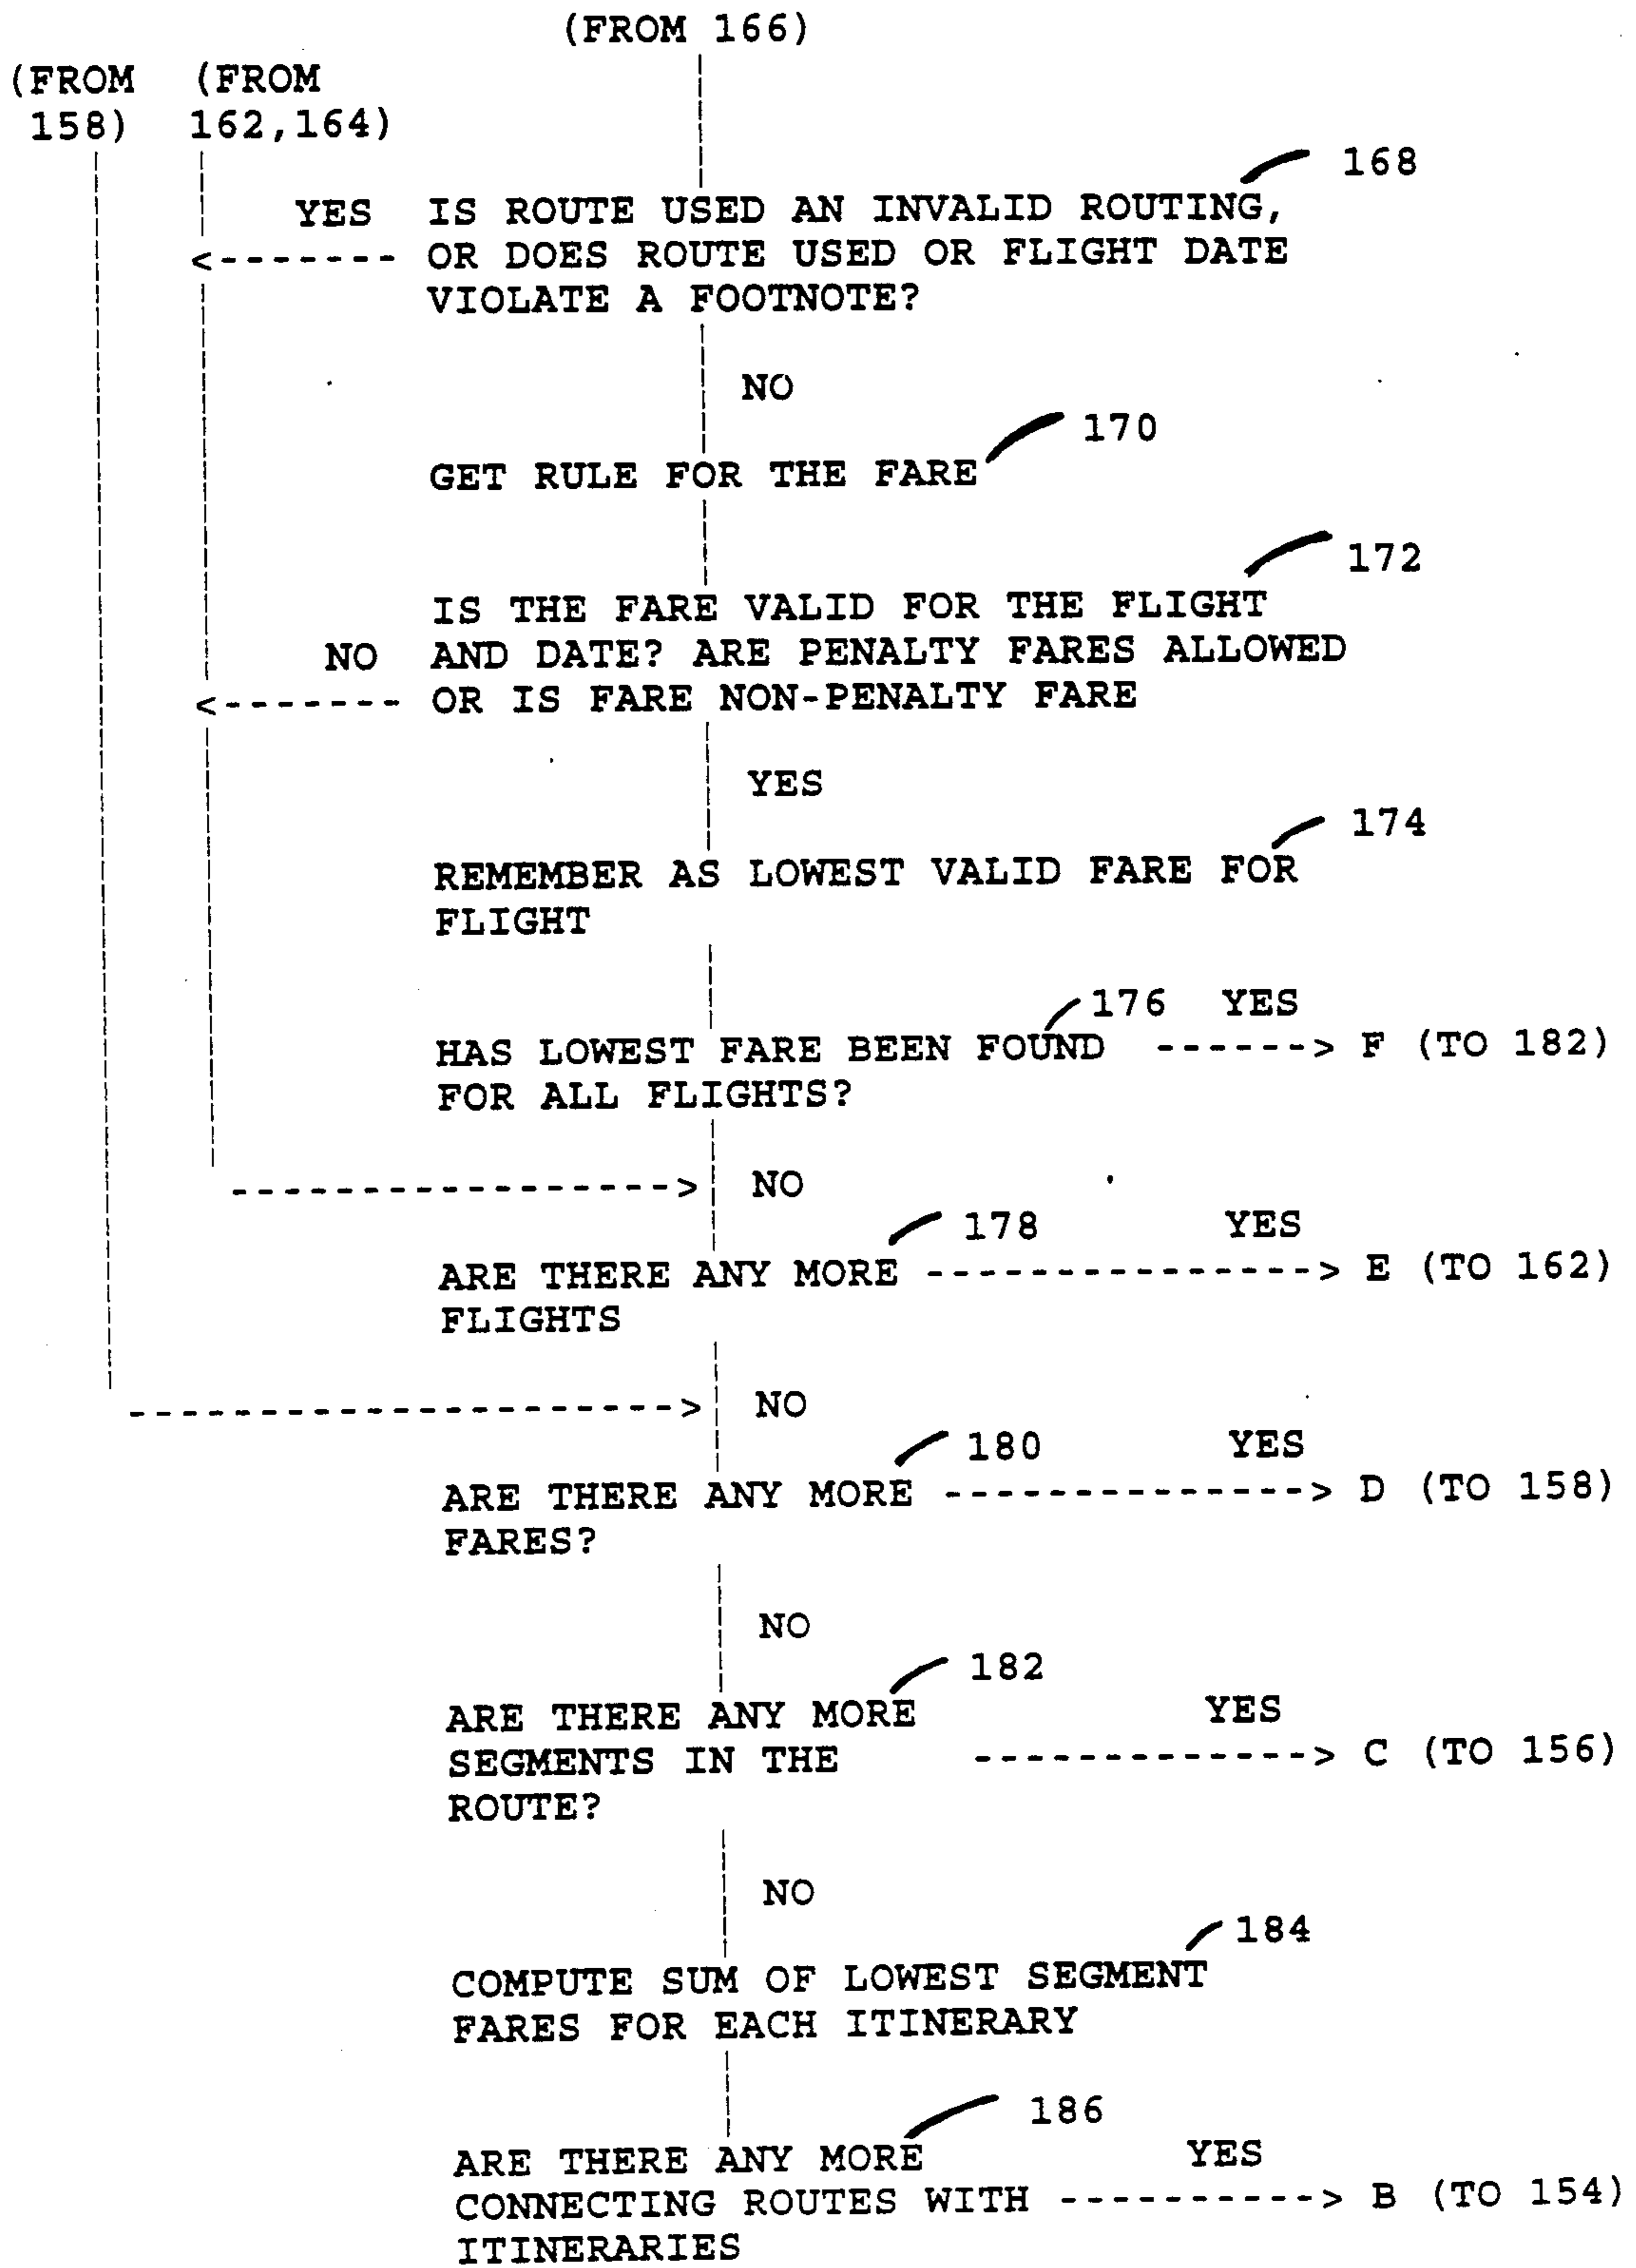 (FROM 166)
(FROM (FROM
158) 162,164)
168
YES IS ROUTE USED AN INVALID ROUTING,
<------- OR DOES ROUTE USED OR FLIGHT DATE
VIOLATE A FOOTNOTE?
NO
170
GET RULE FOR THE FARE
172
IS THE FARE VALID FOR THE FLIGHT
NO AND DATE? ARE PENALTY FARES ALLOWED
<------- OR IS FARE NON-PENALTY FARE
YES
174
REMEMBER AS LOWEST VALID FARE FOR
FLIGHT
176 YES
HAS LOWEST FARE BEEN FOUND ------> F (TO 182)
FOR ALL FLIGHTS?
------------------> NO
178 YES
ARE THERE ANY MORE ----------------> E (TO 162)
FLIGHTS
----------------------> NO
180 YES
ARE THERE ANY MORE --------------> D (TO 158)
FARES?
NO
182
ARE THERE ANY MORE YES
SEGMENTS IN THE -------------> C (TO 156)
ROUTE?
NO
184
COMPUTE SUM OF LOWEST SEGMENT
FARES FOR EACH ITINERARY
186
ARE THERE ANY MORE YES
CONNECTING ROUTES WITH ----------> B (TO 154)
ITINERARIES